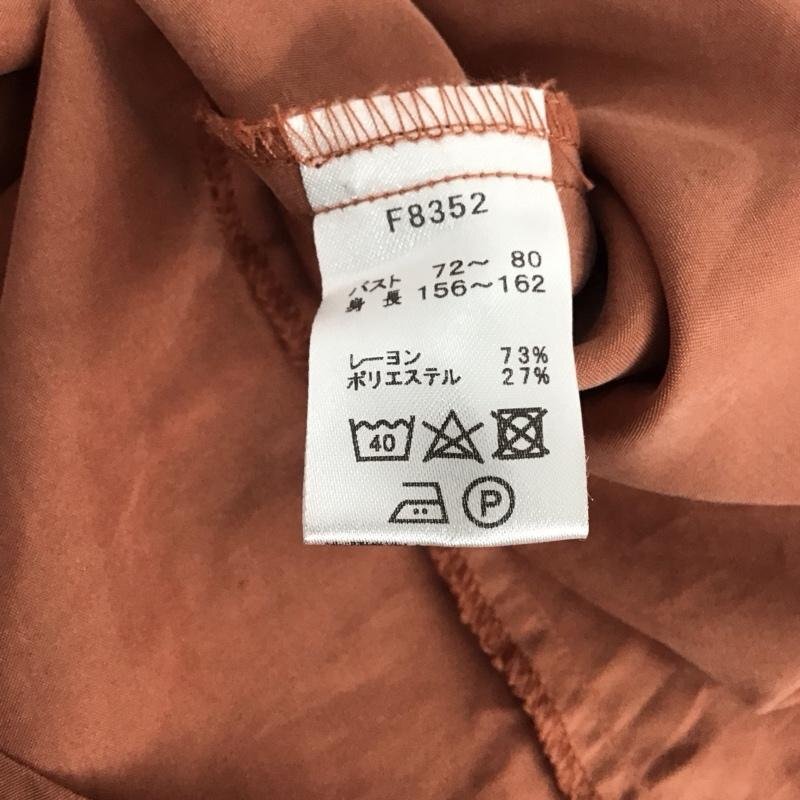 F8352
バスト 72～ 80
身長 156～162
レーヨン 73%
ポリエステル 27%
40
P